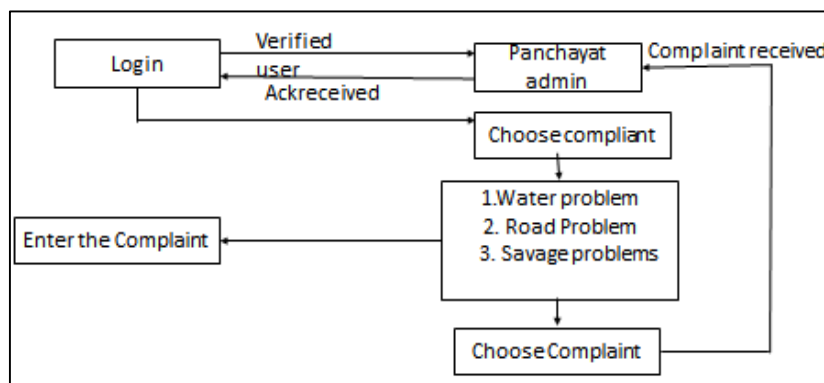 Login
Verified
user
Ackreceived
Panchayat
admin
Complaint received
Choose compliant
1.Water problem
2. Road Problem
3. Savage problems
Enter the Complaint
Choose Complaint